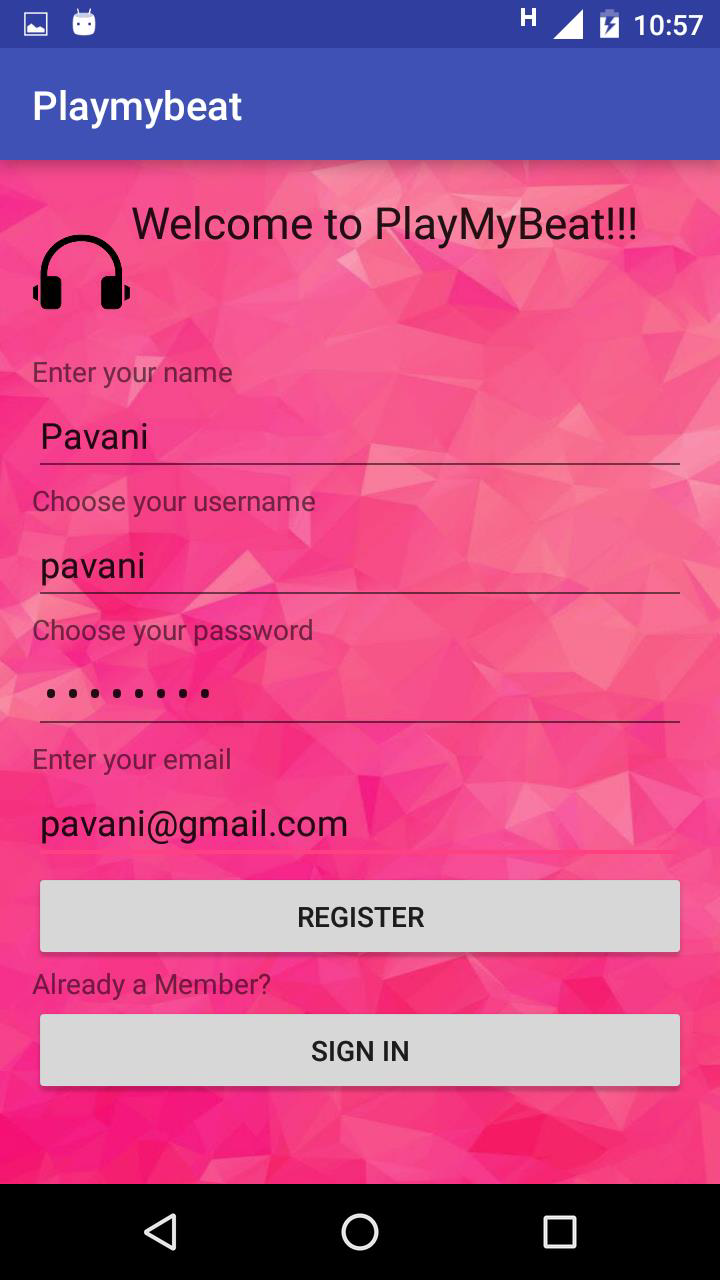 H 10:57
Playmybeat
Welcome to PlayMyBeat!!!
Enter your name
Pavani
Choose your username
pavani
Choose your password
••••••••
Enter your email
pavani@gmail.com
REGISTER
Already a Member?
SIGN IN